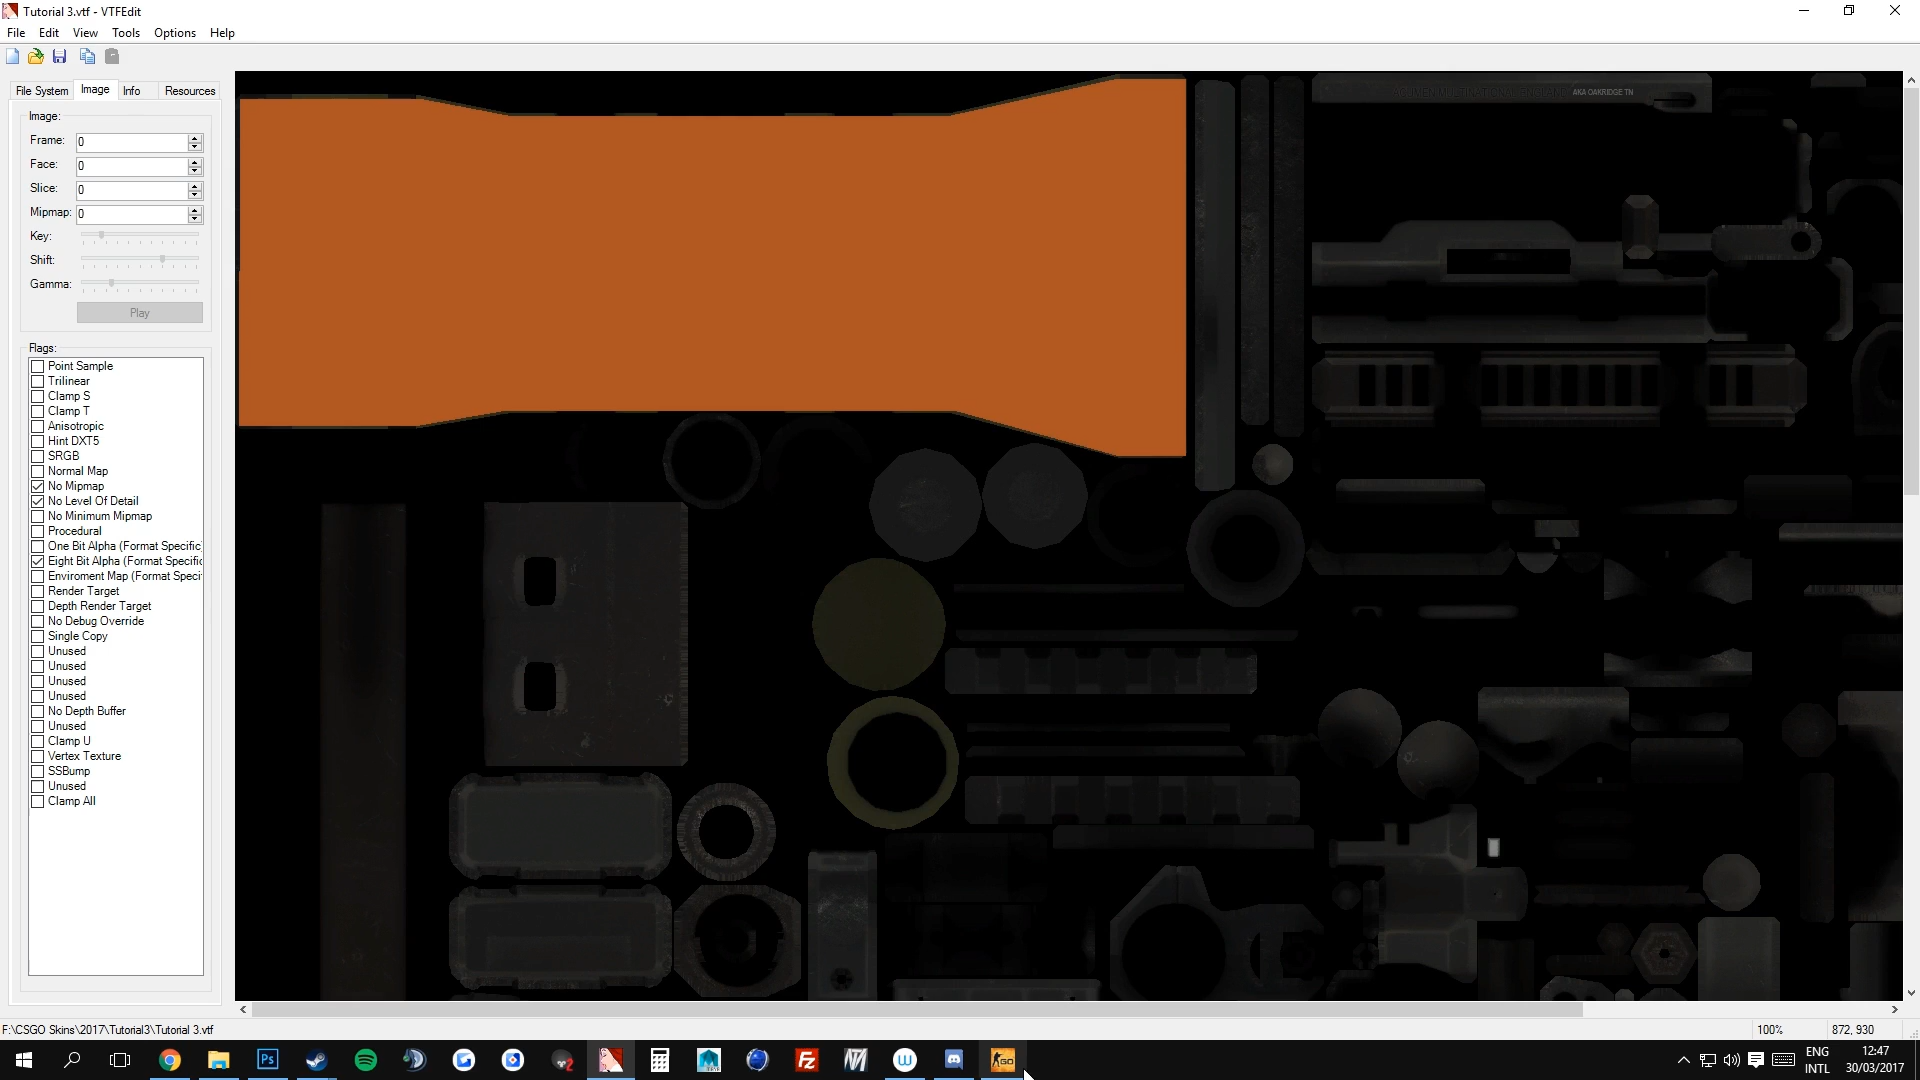 Tutorial 3.vtf - VTFEdit
File Edit View Tools Options Help
File System Image Info Resources
Image:
Frame: 0
Face: 0
Slice: 0
Mipmap: 0
Key:
Shift:
Gamma:
Play
Flags:
Point Sample
Trilinear
Clamp S
Clamp T
Anisotropic
Hint DXT5
SRGB
Normal Map
No Mipmap
No Level Of Detail
No Minimum Mipmap
Procedural
One Bit Alpha (Format Specific
Eight Bit Alpha (Format Specific
Enviroment Map (Format Speci
Render Target
Depth Render Target
No Debug Override
Single Copy
Unused
Unused
Unused
Unused
No Depth Buffer
Unused
Clamp U
Vertex Texture
SSBump
Unused
Clamp All
AKA OAKRIDGE TN
F:\CSGO Skins\2017\Tutorial3\Tutorial 3.vtf
100%
872, 930
Ps
2
Fz
W
GO
ENG
INTL
12:47
30/03/2017